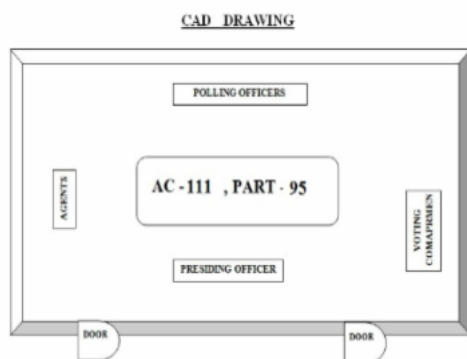 CAD DRAWING
POLLING OFFICERS
AGENTS
AC -111 , PART - 95
VOTING
COMAPRMEN
PRESIDING OFFICER
DOOR
DOOR